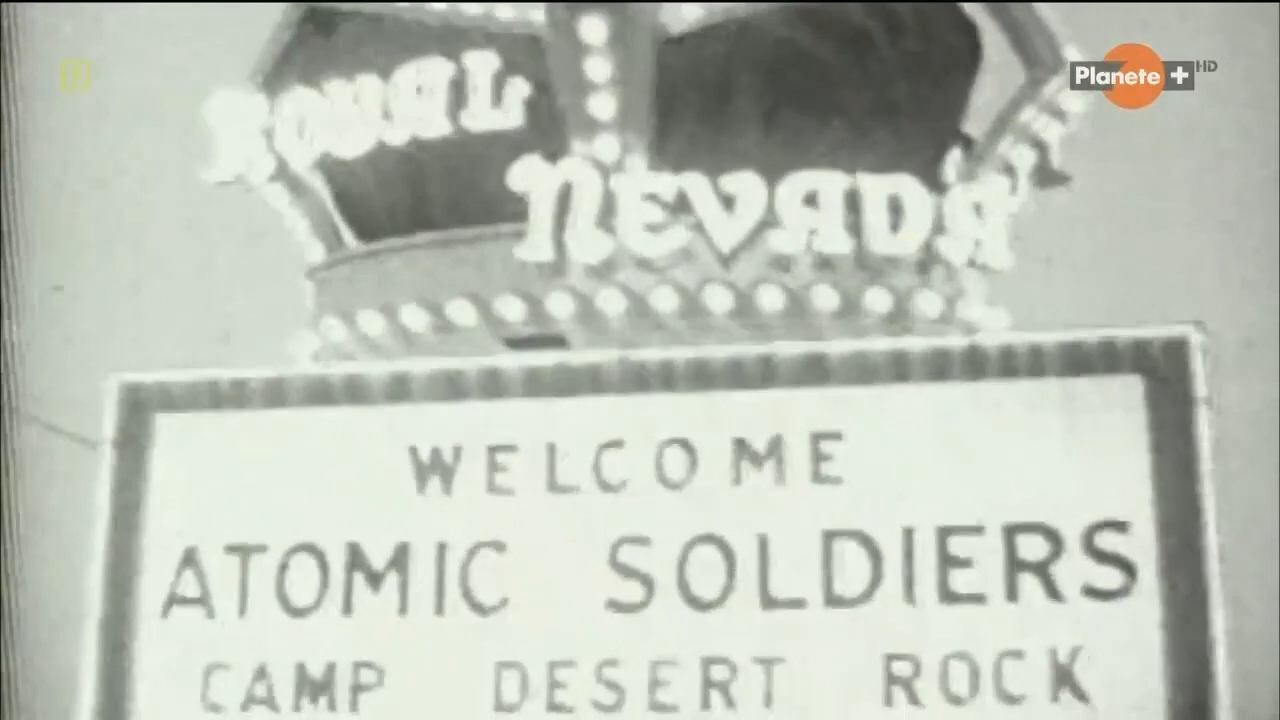 Planete +HD
ROYAL
NEVADA
WELCOME
ATOMIC SOLDIERS
CAMP DESERT ROCK